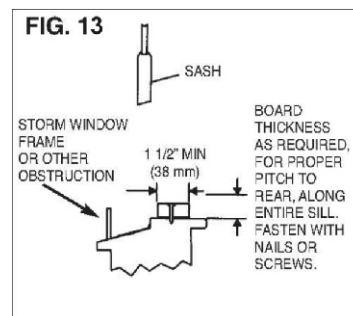 FIG. 13
SASH
STORM WINDOW
FRAME
OR OTHER
OBSTRUCTION
1 1/2" MIN
(38 mm)
BOARD
THICKNESS
AS REQUIRED,
FOR PROPER
PITCH TO
REAR, ALONG
ENTIRE SILL.
FASTEN WITH
NAILS OR
SCREWS.